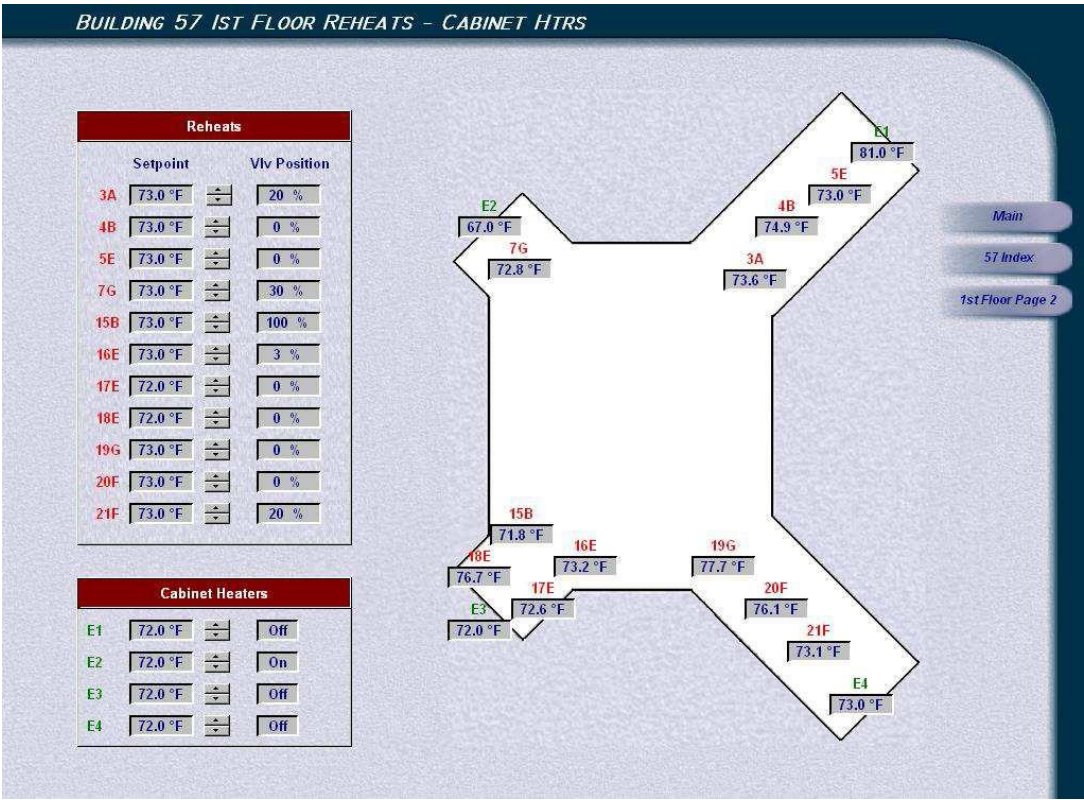 BUILDING 57 1ST FLOOR REHEATS - CABINET HTRS
Reheats
Setpoint Vlv Position
3A 73.0 °F 20 %
4B 73.0 °F 0 %
5E 73.0 °F 0 %
7G 73.0 °F 30 %
15B 73.0 °F 100 %
16E 73.0 °F 3 %
17E 72.0 °F 0 %
18E 72.0 °F 0 %
19G 73.0 °F 0 %
20F 73.0 °F 0 %
21F 73.0 °F 20 %
Cabinet Heaters
E1 72.0 °F Off
E2 72.0 °F On
E3 72.0 °F Off
E4 72.0 °F Off
E1
81.0 °F
5E
73.0 °F
4B
74.9 °F
3A
73.6 °F
E2
67.0 °F
7G
72.8 °F
15B
71.8 °F
16E
73.2 °F
18E
76.7 °F
17E
72.6 °F
E3
72.0 °F
19G
77.7 °F
20F
76.1 °F
21F
73.1 °F
E4
73.0 °F
Main
57 Index
1st Floor Page 2